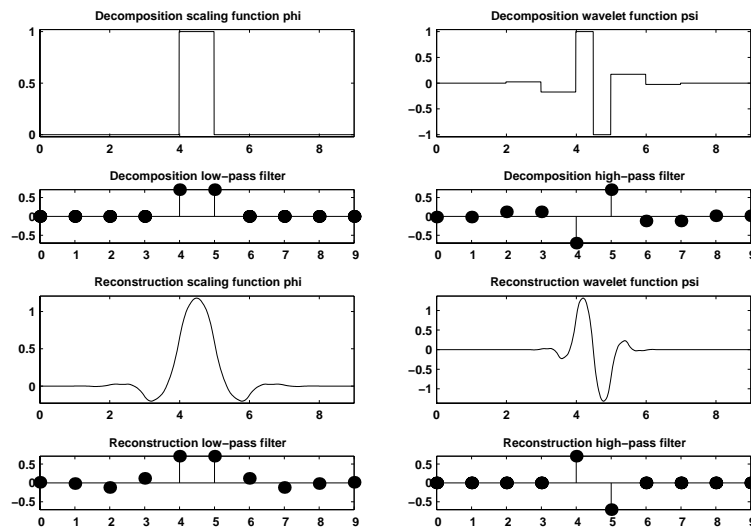 Decomposition scaling function phi
1
0.5
0
0 2 4 6 8
Decomposition wavelet function psi
1
0.5
0
−0.5
−1
0 2 4 6 8
Decomposition low−pass filter
0.5
0
−0.5
0 1 2 3 4 5 6 7 8 9
Decomposition high−pass filter
0.5
0
−0.5
0 1 2 3 4 5 6 7 8 9
Reconstruction scaling function phi
1
0.5
0
0 2 4 6 8
Reconstruction wavelet function psi
1
0.5
0
−0.5
−1
0 2 4 6 8
Reconstruction low−pass filter
0.5
0
−0.5
0 1 2 3 4 5 6 7 8 9
Reconstruction high−pass filter
0.5
0
−0.5
0 1 2 3 4 5 6 7 8 9